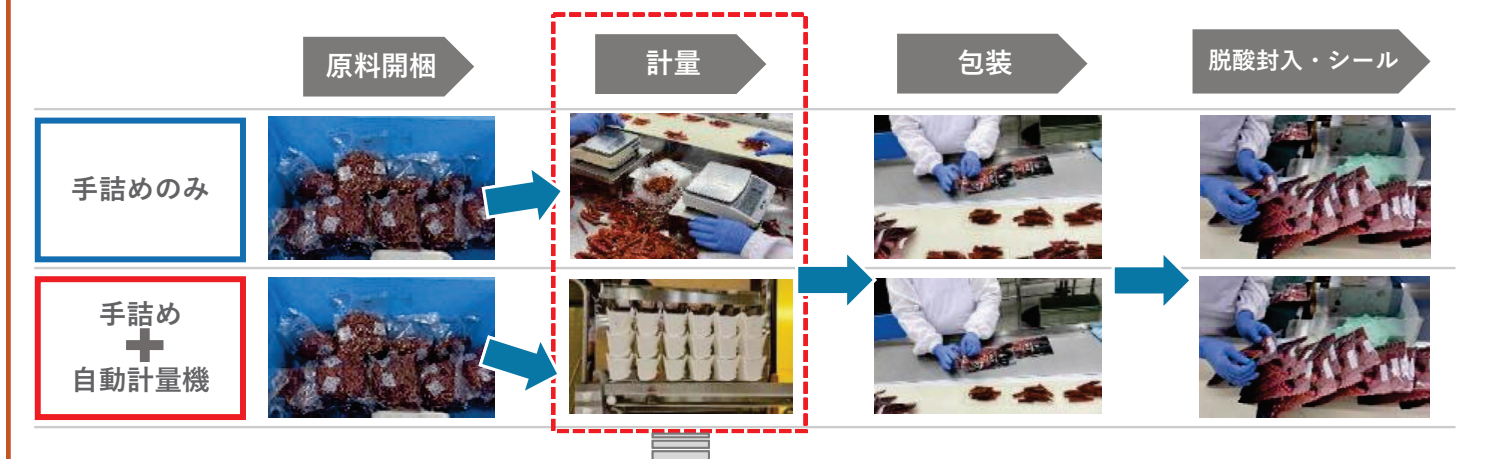 原料開梱
計量
包装
脱酸封入・シール
手詰めのみ
手詰め
+
自動計量機